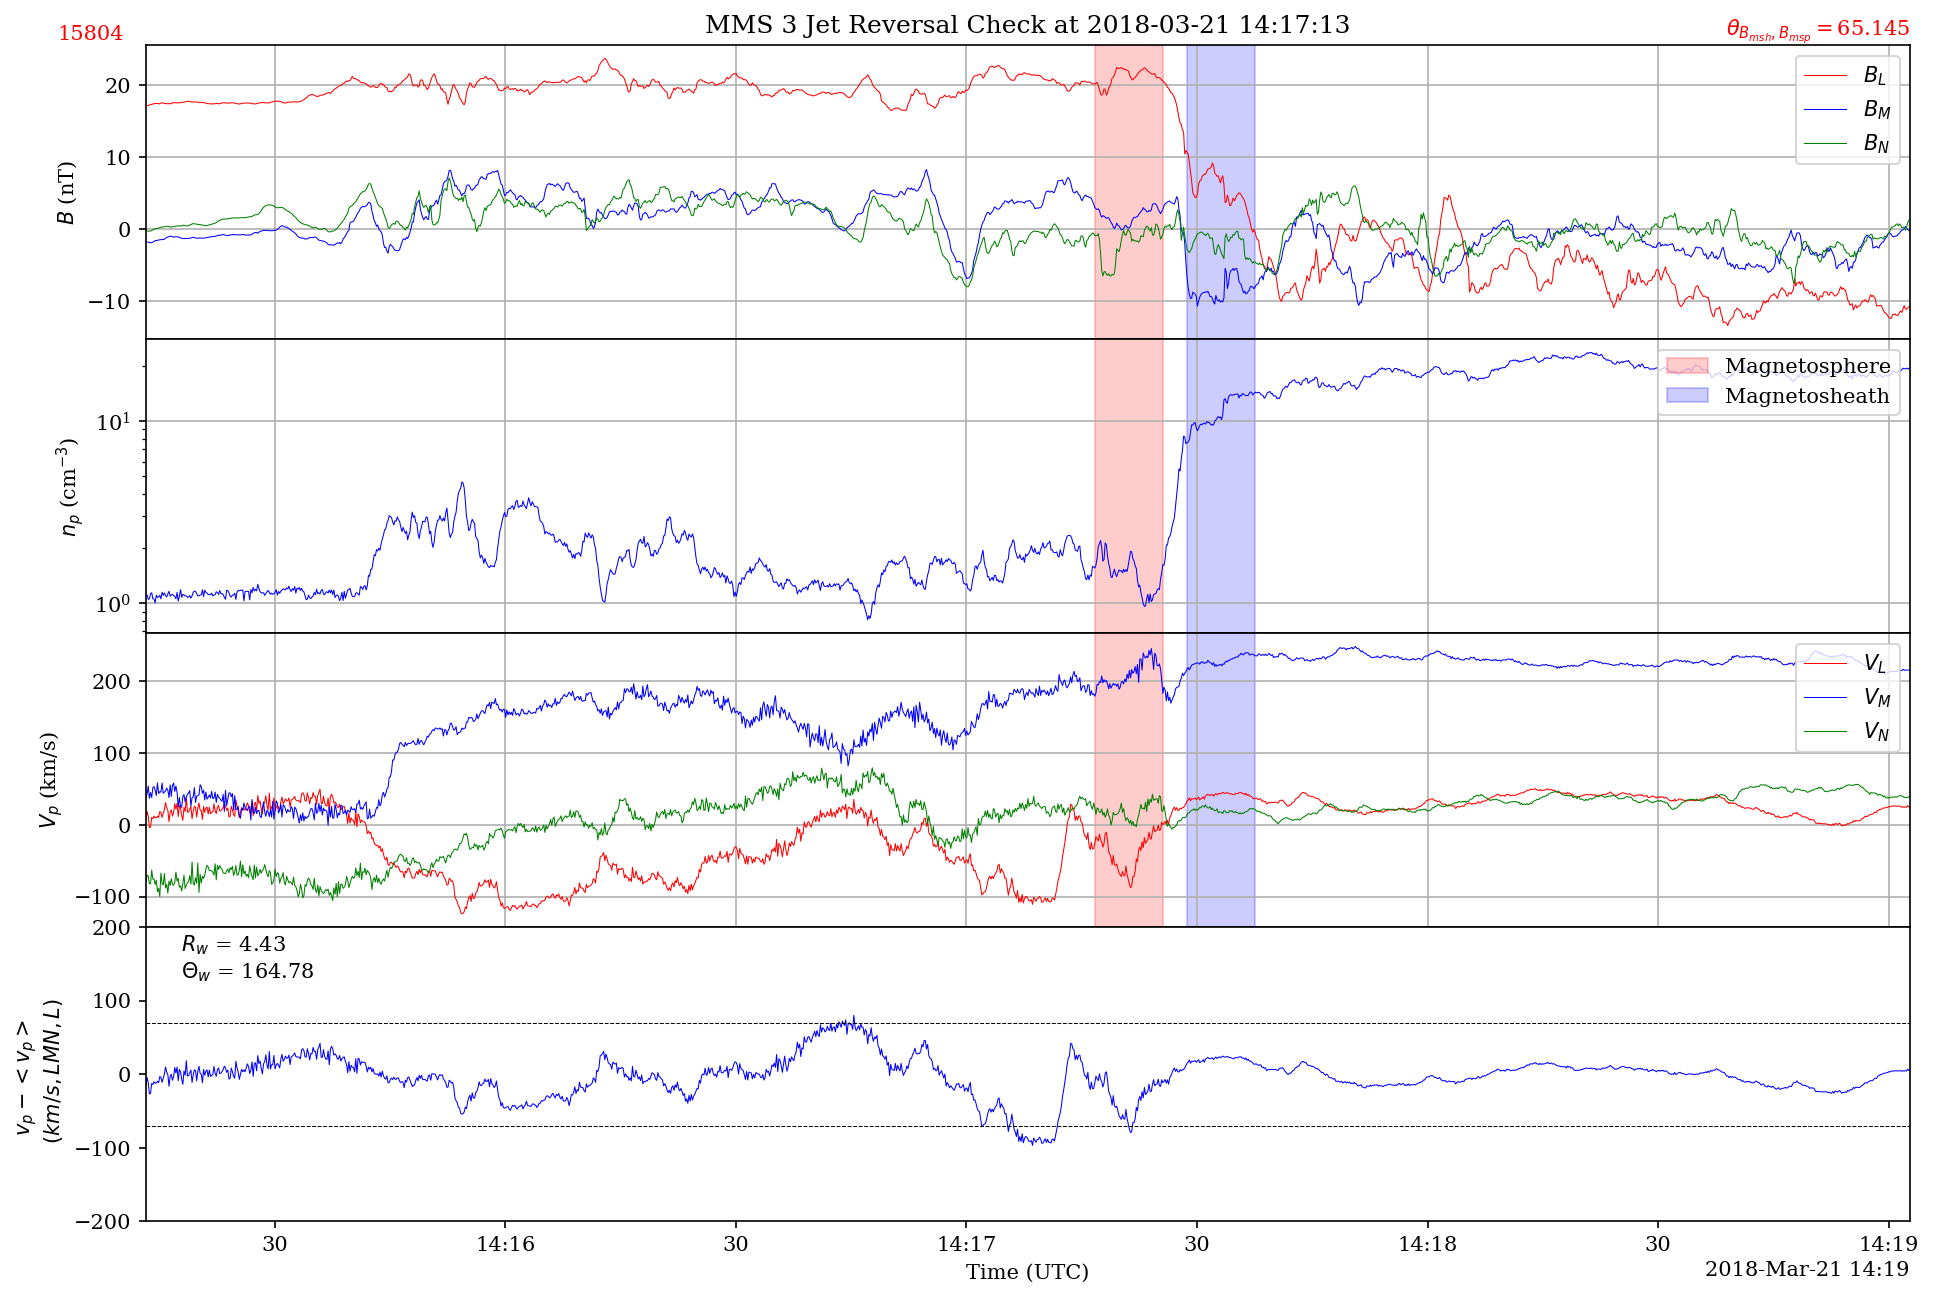 MMS 3 Jet Reversal Check at 2018-03-21 14:17:13
15804
θ_{B_{msh}, B_{msp}} = 65.145
B (nT)
20
10
0
−10
B_L
B_M
B_N
n_p (cm^{−3})
10^1
10^0
Magnetosphere
Magnetosheath
V_p (km/s)
200
100
0
−100
V_L
V_M
V_N
v_p − < v_p >
(km/s, LMN, L)
200
100
0
−100
−200
R_w = 4.43
Θ_w = 164.78
30
14:16
30
14:17
30
14:18
30
14:19
Time (UTC)
2018-Mar-21 14:19